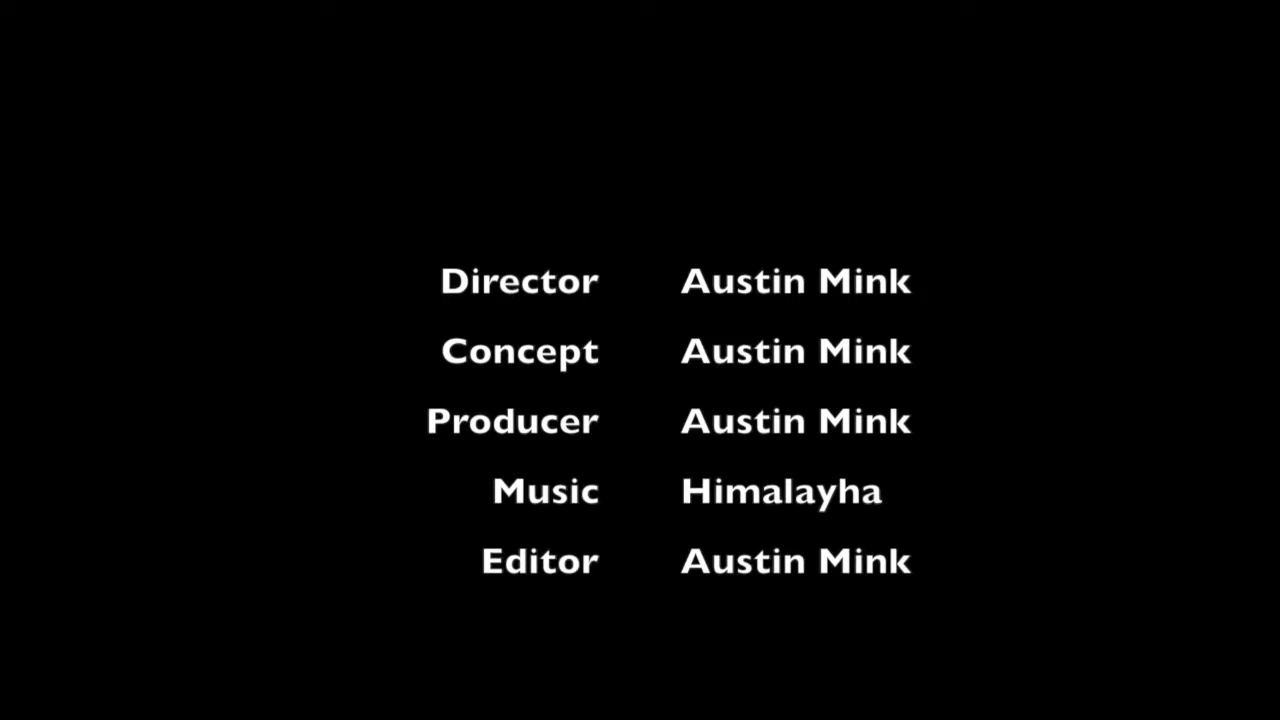 Director Austin Mink
Concept Austin Mink
Producer Austin Mink
Music Himalayha
Editor Austin Mink